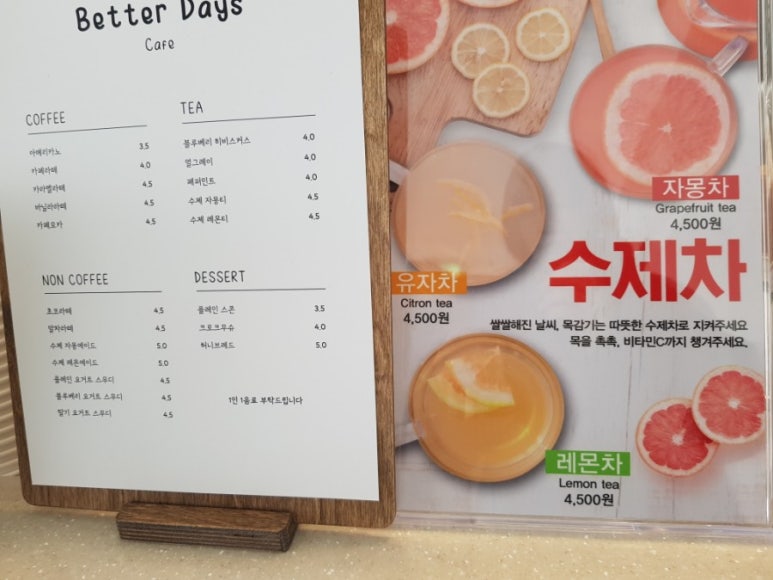 Better Days
Cafe
COFFEE
아메리카노 3.5
카페라떼 4.0
카라멜라떼 4.5
바닐라라떼 4.5
카페모카 4.5
TEA
블루베리 히비스커스 4.0
얼그레이 4.0
페퍼민트 4.0
수제 자몽티 4.5
수제 레몬티 4.5
NON COFFEE
초코라떼 4.5
말차라떼 4.5
수제 자몽에이드 5.0
수제 레몬에이드 5.0
플레인 요거트 스무디 4.5
블루베리 요거트 스무디 4.5
딸기 요거트 스무디 4.5
DESSERT
플레인 스콘 3.5
크로크무슈 4.0
허니브레드 5.0
1인 1음료 부탁드립니다
자몽차
Grapefruit tea
4,500원
수제차
유자차
Citron tea
4,500원
쌀쌀해진 날씨, 목감기는 따뜻한 수제차로 지켜주세요
목을 촉촉, 비타민C까지 챙겨주세요.
레몬차
Lemon tea
4,500원